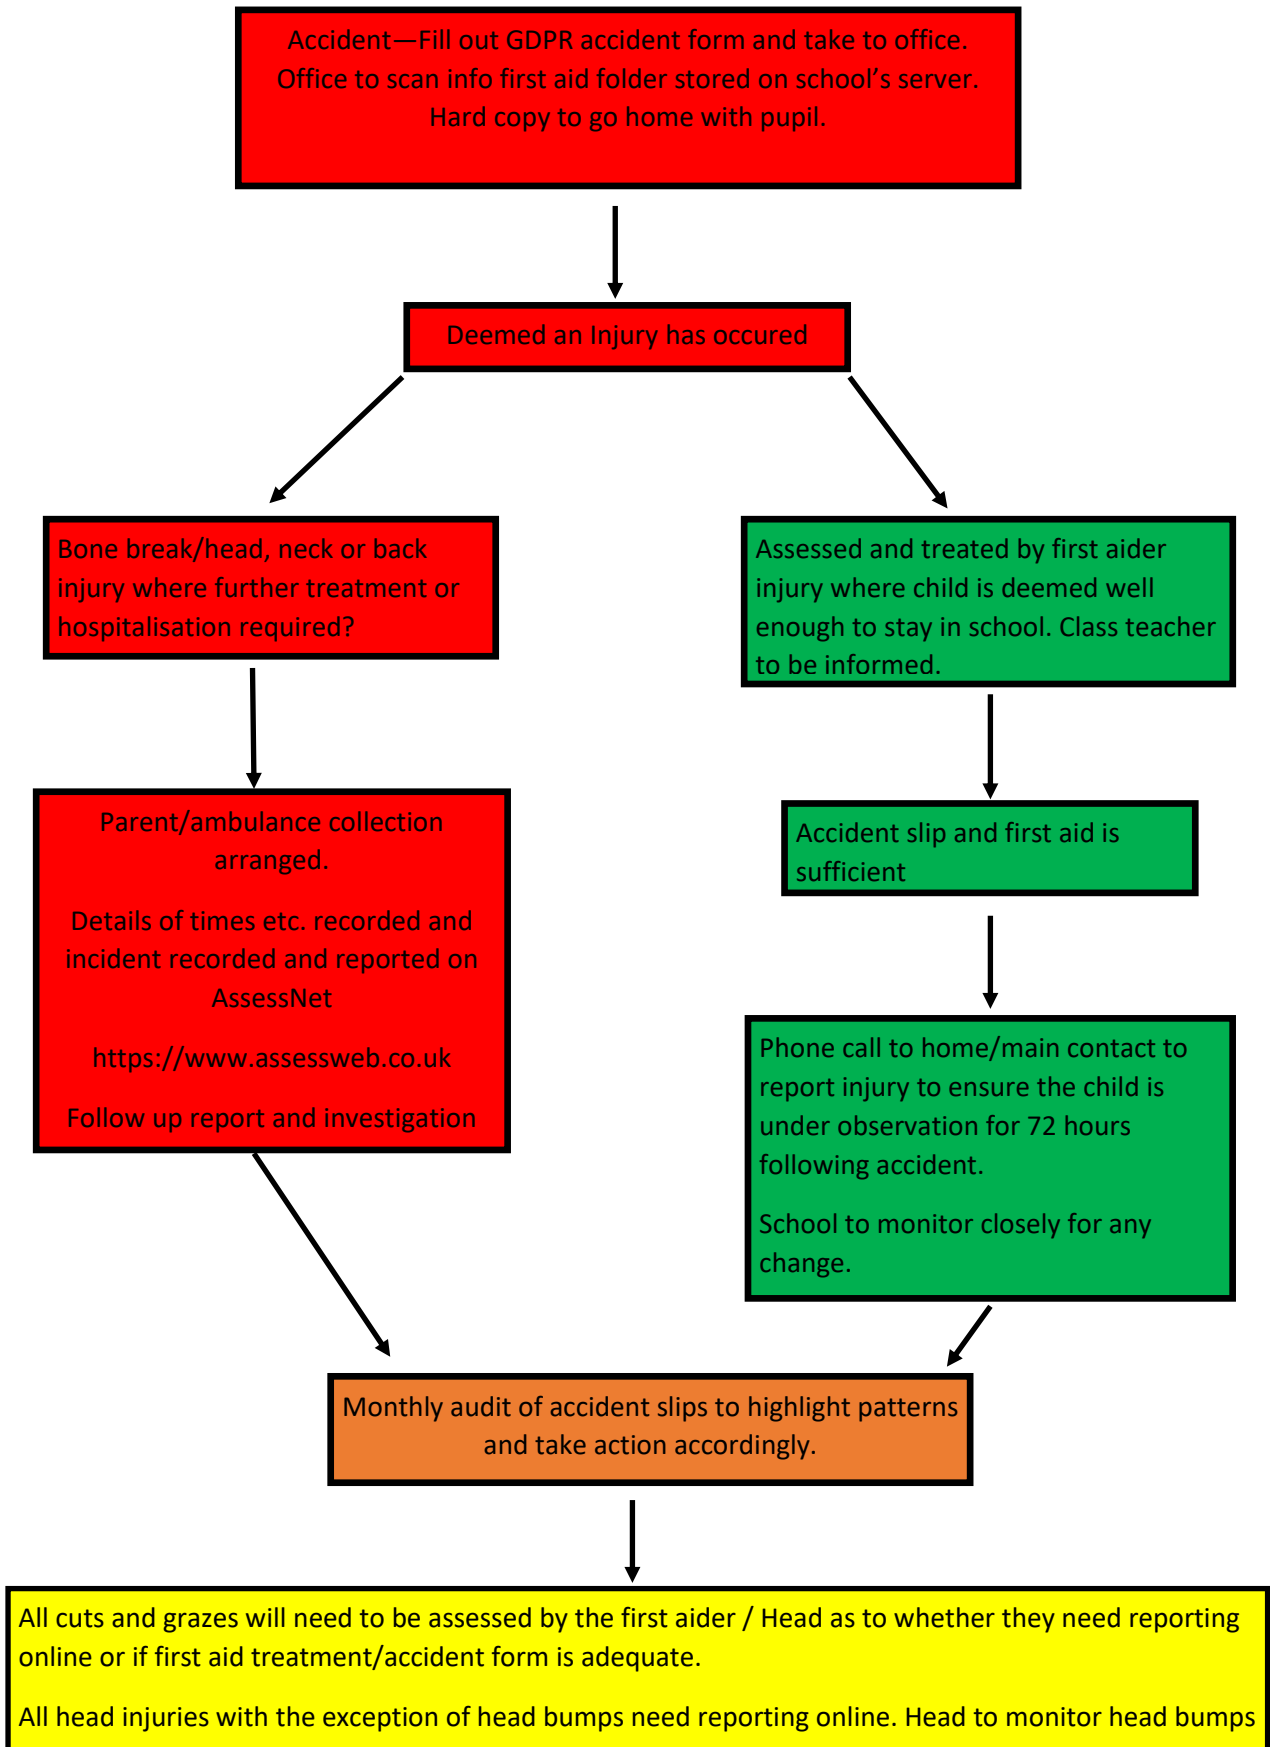 Accident—Fill out GDPR accident form and take to office.
Office to scan info first aid folder stored on school’s server.
Hard copy to go home with pupil.
Deemed an Injury has occured
Bone break/head, neck or back
injury where further treatment or
hospitalisation required?
Assessed and treated by first aider
injury where child is deemed well
enough to stay in school. Class teacher
to be informed.
Parent/ambulance collection
arranged.
Details of times etc. recorded and
incident recorded and reported on
AssessNet
https://www.assessweb.co.uk
Follow up report and investigation
Accident slip and first aid is
sufficient
Phone call to home/main contact to
report injury to ensure the child is
under observation for 72 hours
following accident.
School to monitor closely for any
change.
Monthly audit of accident slips to highlight patterns
and take action accordingly.
All cuts and grazes will need to be assessed by the first aider / Head as to whether they need reporting
online or if first aid treatment/accident form is adequate.
All head injuries with the exception of head bumps need reporting online. Head to monitor head bumps